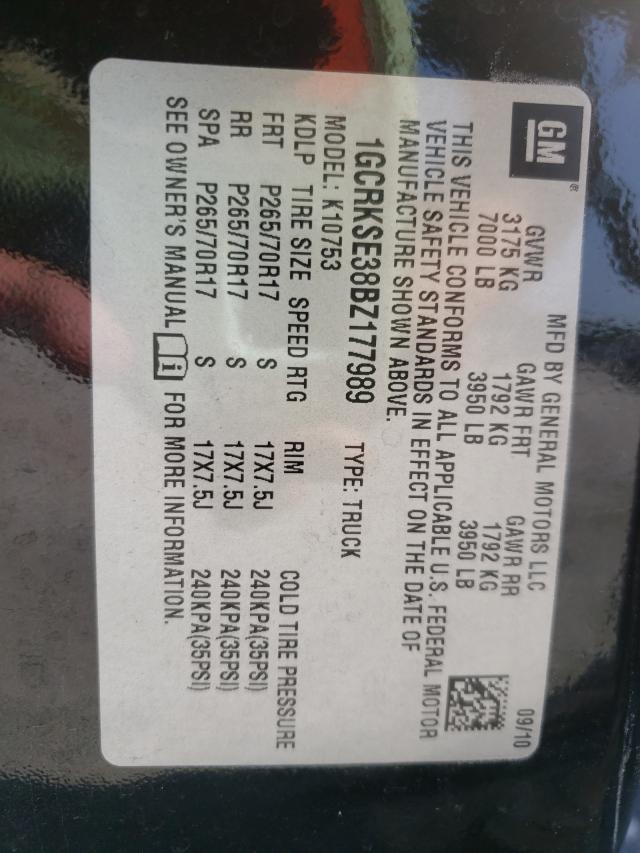 GM®
MFD BY GENERAL MOTORS LLC 09/10
GVWR GAWR FRT GAWR RR
3175 KG 1792 KG 1792 KG
7000 LB 3950 LB 3950 LB
THIS VEHICLE CONFORMS TO ALL APPLICABLE U.S. FEDERAL MOTOR
VEHICLE SAFETY STANDARDS IN EFFECT ON THE DATE OF
MANUFACTURE SHOWN ABOVE.
1GCRKSE38BZ177989 TYPE: TRUCK
MODEL: K10753
KDLP TIRE SIZE SPEED RTG RIM COLD TIRE PRESSURE
FRT P265/70R17 S 17X7.5J 240KPA(35PSI)
RR P265/70R17 S 17X7.5J 240KPA(35PSI)
SPA P265/70R17 S 17X7.5J 240KPA(35PSI)
SEE OWNER'S MANUAL i FOR MORE INFORMATION.